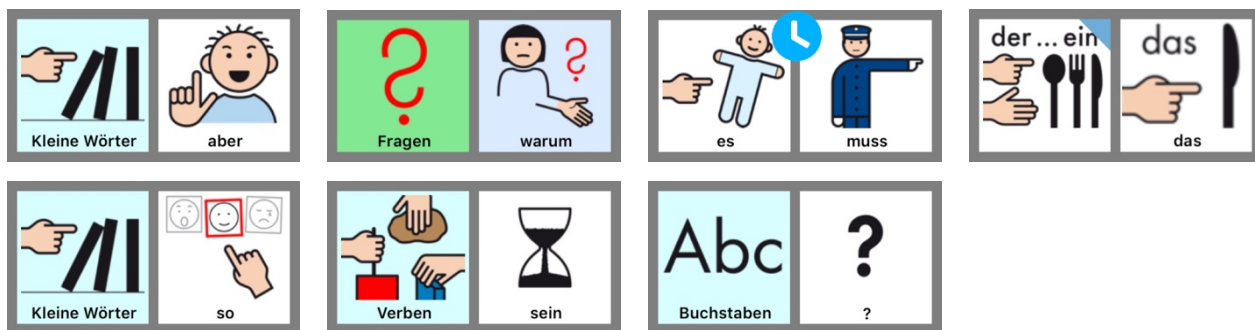 der ... ein das
Kleine Wörter aber Fragen warum es muss das
Kleine Wörter so Verben sein Abc Buchstaben ? ?